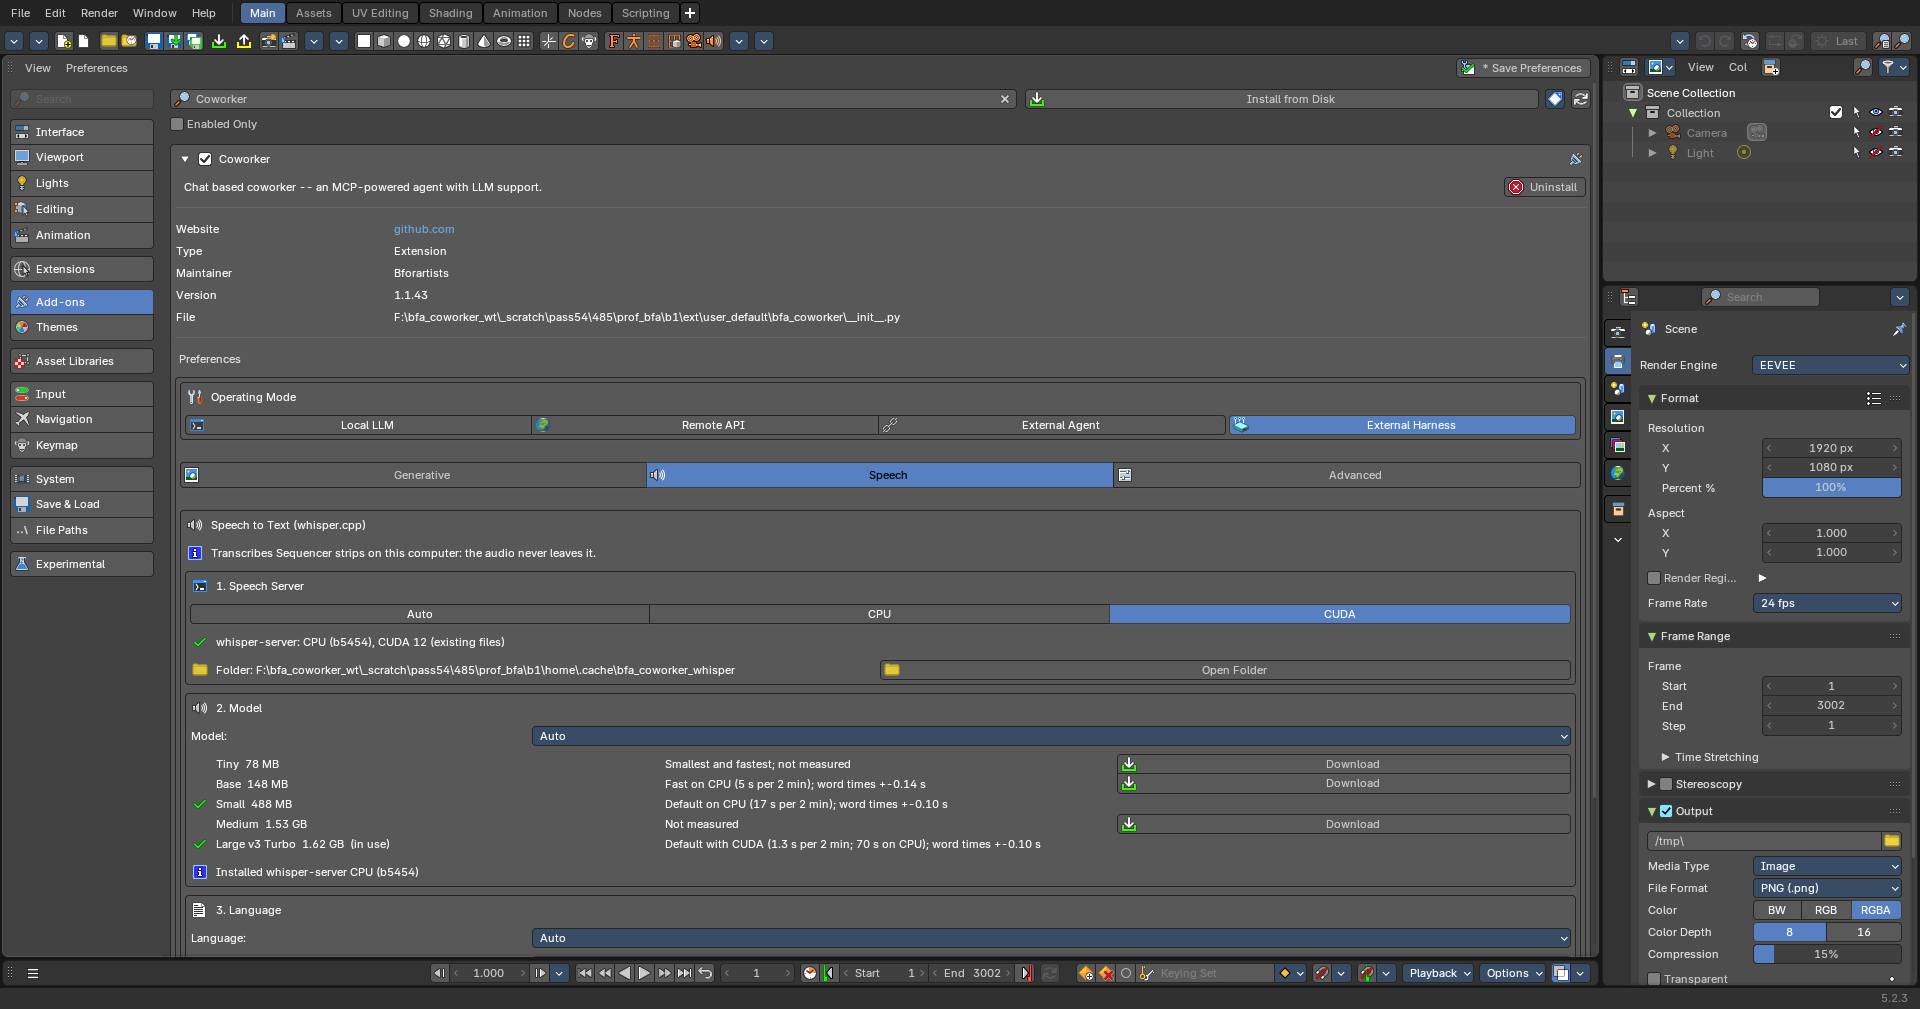 File Edit Render Window Help Main Assets UV Editing Shading Animation Nodes Scripting
Last
View Preferences * Save Preferences
Search
Coworker Install from Disk
Enabled Only
Interface
Viewport
Lights
Editing
Animation
Extensions
Add-ons
Themes
Asset Libraries
Input
Navigation
Keymap
System
Save & Load
File Paths
Experimental
Coworker
Chat based coworker -- an MCP-powered agent with LLM support. Uninstall
Website github.com
Type Extension
Maintainer Bforartists
Version 1.1.43
File F:\bfa_coworker_wt\_scratch\pass54\485\prof_bfa\b1\ext\user_default\bfa_coworker\__init__.py
Preferences
Operating Mode
Local LLM Remote API External Agent External Harness
Generative Speech Advanced
Speech to Text (whisper.cpp)
Transcribes Sequencer strips on this computer: the audio never leaves it.
1. Speech Server
Auto CPU CUDA
whisper-server: CPU (b5454), CUDA 12 (existing files)
Folder: F:\bfa_coworker_wt\_scratch\pass54\485\prof_bfa\b1\home\.cache\bfa_coworker_whisper Open Folder
2. Model
Model: Auto
Tiny 78 MB Smallest and fastest; not measured Download
Base 148 MB Fast on CPU (5 s per 2 min); word times +-0.14 s Download
Small 488 MB Default on CPU (17 s per 2 min); word times +-0.10 s
Medium 1.53 GB Not measured Download
Large v3 Turbo 1.62 GB (in use) Default with CUDA (1.3 s per 2 min; 70 s on CPU); word times +-0.10 s
Installed whisper-server CPU (b5454)
3. Language
Language: Auto
1.000 1 Start 1 End 3002 Keying Set Playback Options
View Col
Scene Collection
Collection
Camera
Light
Search
Scene
Render Engine EEVEE
Format
Resolution
X 1920 px
Y 1080 px
Percent % 100%
Aspect
X 1.000
Y 1.000
Render Regi...
Frame Rate 24 fps
Frame Range
Frame
Start 1
End 3002
Step 1
Time Stretching
Stereoscopy
Output
/tmp\
Media Type Image
File Format PNG (.png)
Color BW RGB RGBA
Color Depth 8 16
Compression 15%
Transparent
5.2.3